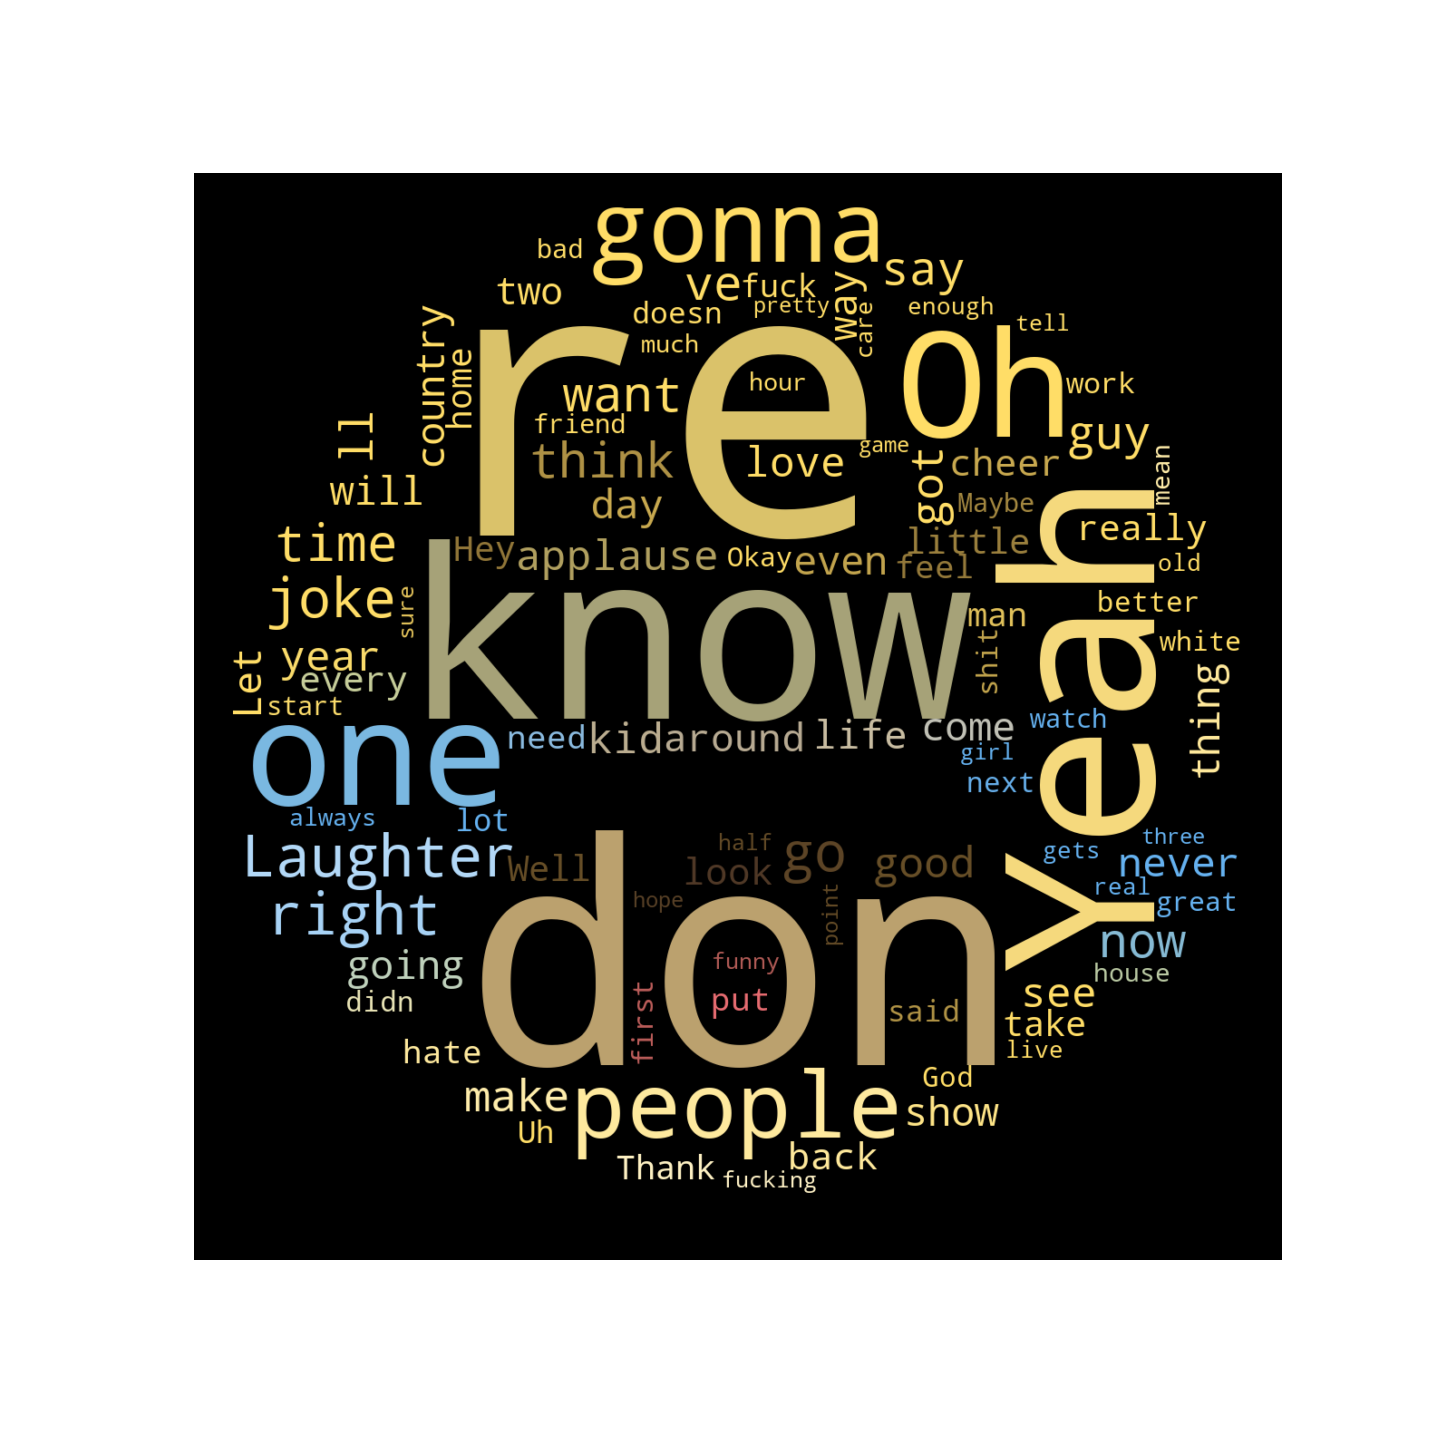 gonna
bad
say
ve
fuck
two
way
pretty
enough
care
doesn
country
tell
re
Oh
much
home
hour
work
want
friend
ll
guy
game
think
love
got
cheer
mean
will
day
Maybe
Yeah
really
time
Hey
applause
Okay
even
little
feel
old
joke
sure
know
better
man
shit
white
Let
year
every
thing
start
one
need
kid
around
life
come
watch
girl
next
always
lot
Laughter
Well
don
half
look
go
good
three
gets
never
real
great
hope
point
right
now
going
funny
house
didn
first
put
said
see
take
hate
live
God
make
people
show
Uh
back
Thank
fucking